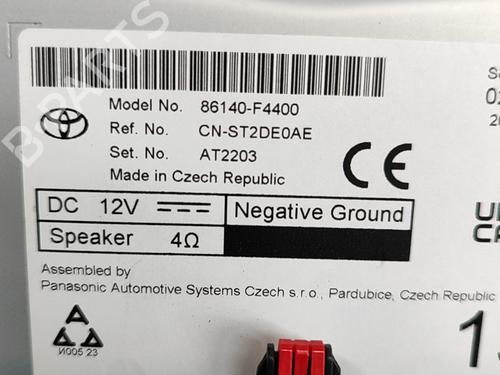 Model No. 86140-F4400
Ref. No. CN-ST2DE0AE
Set. No. AT2203
Made in Czech Republic
CE
DC 12V
Negative Ground
Speaker 4Ω
Assembled by
Panasonic Automotive Systems Czech s.r.o., Pardubice, Czech Republic
И005 23
B-PARTS